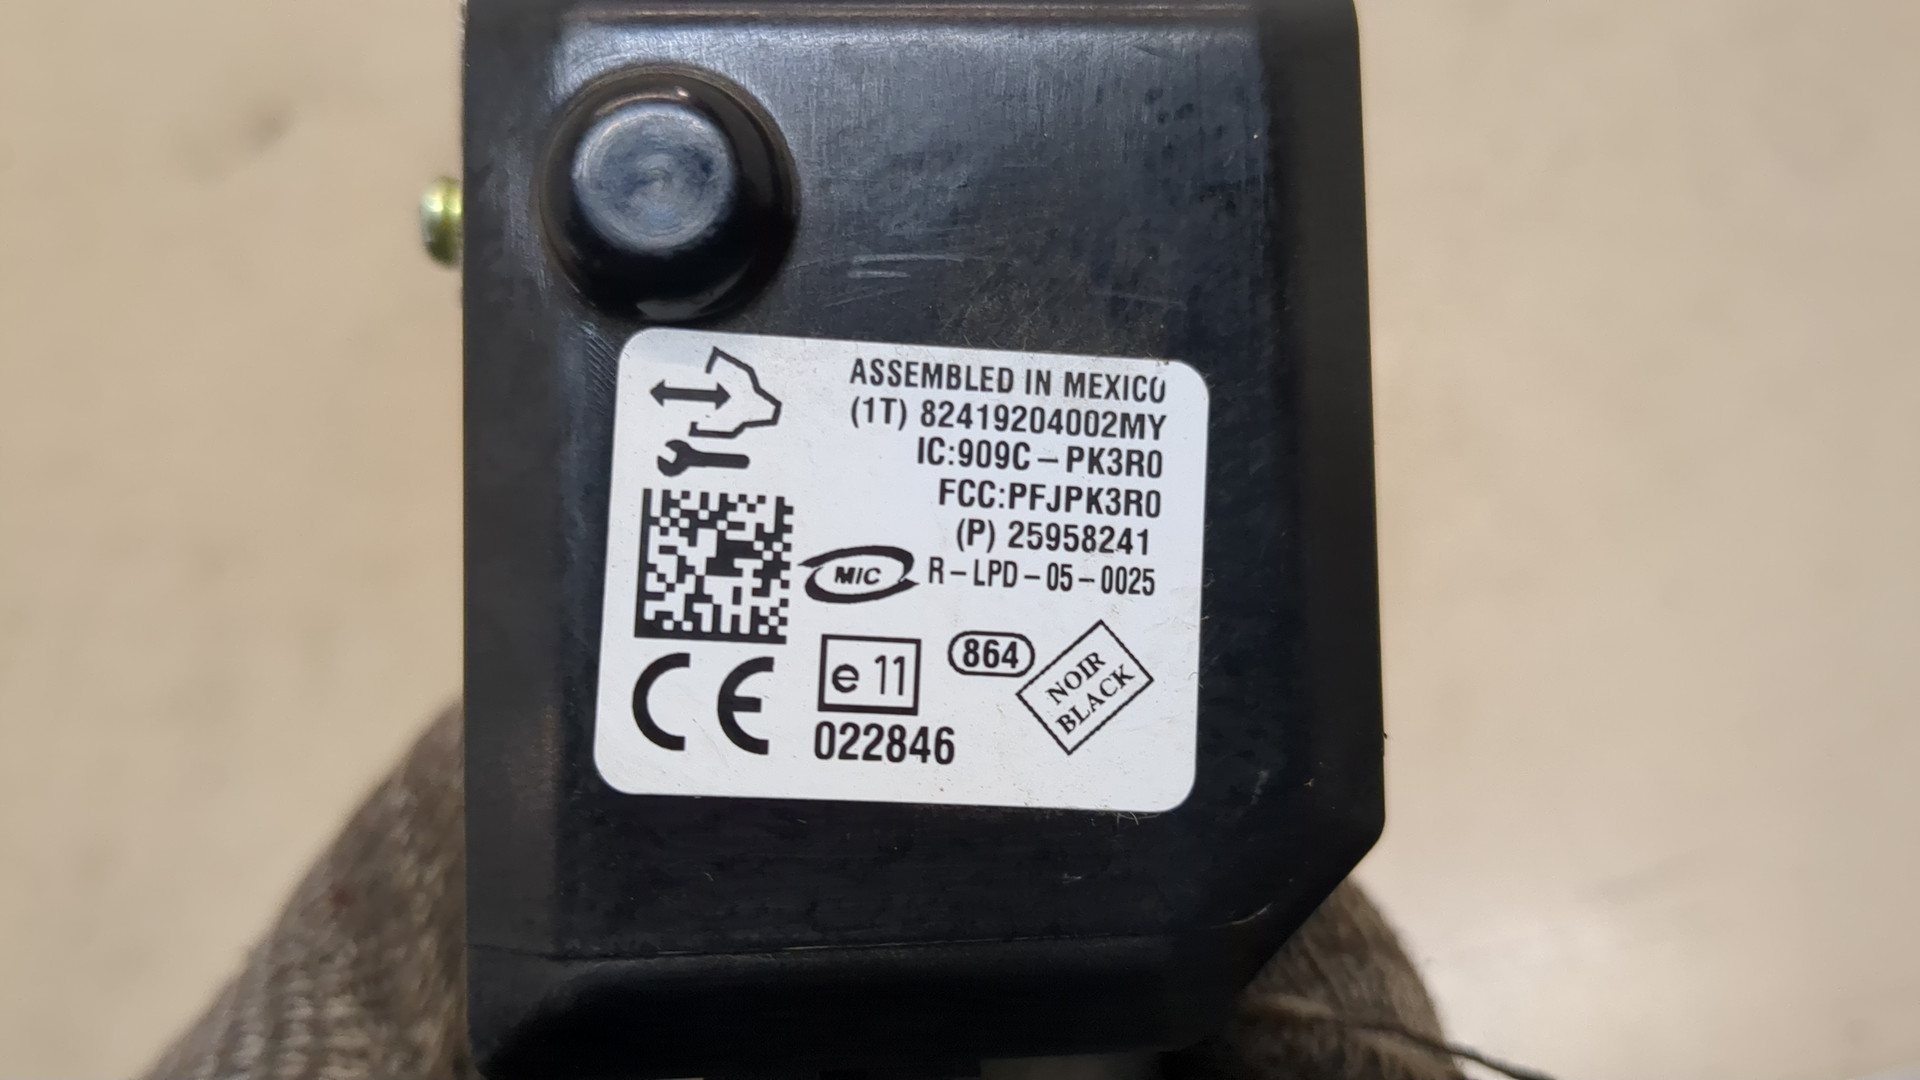 ASSEMBLED IN MEXICO
(1T) 82419204002MY
IC:909C-PK3R0
FCC:PFJPK3R0
(P) 25958241
MIC R-LPD-05-0025
CE e 11 864 NOIR
BLACK
022846